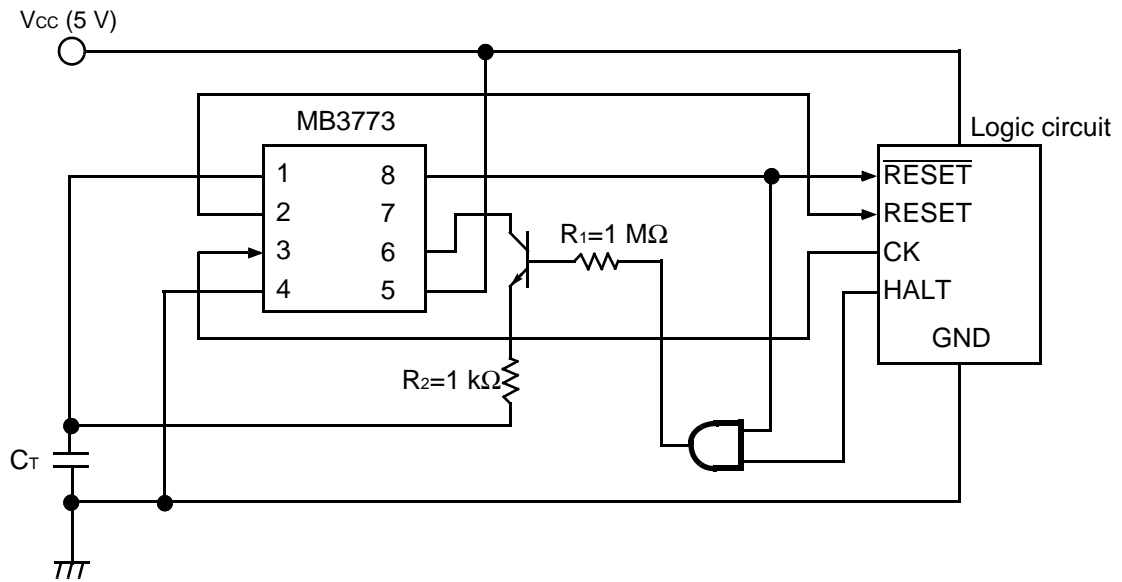 VCC (5 V)
MB3773
Logic circuit
1 8
2 7
3 6
4 5
RESET
RESET
CK
HALT
GND
R1=1 MΩ
R2=1 kΩ
CT